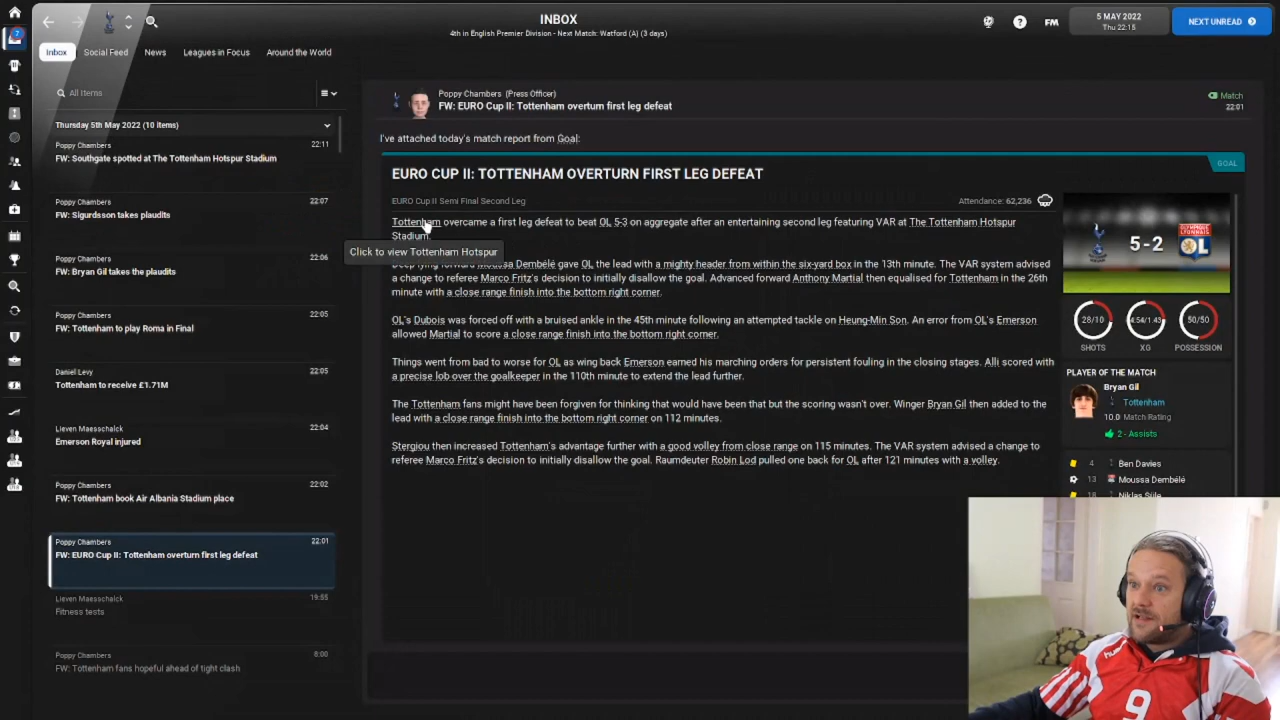 INBOX
4th in English Premier Division - Next Match: Watford (A) (3 days)
FM
5 MAY 2022
Thu 22:15
NEXT UNREAD
7
Inbox
Social Feed
News
Leagues in Focus
Around the World
All Items
Thursday 5th May 2022 (10 items)
Poppy Chambers
22:11
FW: Southgate spotted at The Tottenham Hotspur Stadium
Poppy Chambers
22:07
FW: Sigurdsson takes plaudits
Poppy Chambers
22:06
FW: Bryan Gil takes the plaudits
Poppy Chambers
22:05
FW: Tottenham to play Roma in Final
Daniel Levy
22:05
Tottenham to receive £1.71M
Lieven Maesschalck
22:04
Emerson Royal injured
Poppy Chambers
22:02
FW: Tottenham book Air Albania Stadium place
Poppy Chambers
22:01
FW: EURO Cup II: Tottenham overturn first leg defeat
Lieven Maesschalck
19:55
Fitness tests
Poppy Chambers
8:00
FW: Tottenham fans hopeful ahead of tight clash
Poppy Chambers (Press Officer)
FW: EURO Cup II: Tottenham overturn first leg defeat
Match
22:01
I've attached today's match report from Goal:
GOAL
EURO CUP II: TOTTENHAM OVERTURN FIRST LEG DEFEAT
EURO Cup II Semi Final Second Leg
Attendance: 62,236
Tottenham overcame a first leg defeat to beat OL 5-3 on aggregate after an entertaining second leg featuring VAR at The Tottenham Hotspur
Stadium.
Click to view Tottenham Hotspur
Deep lying forward Moussa Dembélé gave OL the lead with a mighty header from within the six-yard box in the 13th minute. The VAR system advised
a change to referee Marco Fritz's decision to initially disallow the goal. Advanced forward Anthony Martial then equalised for Tottenham in the 26th
minute with a close range finish into the bottom right corner.
OL's Dubois was forced off with a bruised ankle in the 45th minute following an attempted tackle on Heung-Min Son. An error from OL's Emerson
allowed Martial to score a close range finish into the bottom right corner.
Things went from bad to worse for OL as wing back Emerson earned his marching orders for persistent fouling in the closing stages. Alli scored with
a precise lob over the goalkeeper in the 110th minute to extend the lead further.
The Tottenham fans might have been forgiven for thinking that would have been that but the scoring wasn't over. Winger Bryan Gil then added to the
lead with a close range finish into the bottom right corner on 112 minutes.
Stergiou then increased Tottenham's advantage further with a good volley from close range on 115 minutes. The VAR system advised a change to
referee Marco Fritz's decision to initially disallow the goal. Raumdeuter Robin Lod pulled one back for OL after 121 minutes with a volley.
5-2
OLYMPIQUE LYONNAIS
OL
28/10
4.54/1.43
50/50
SHOTS
XG
POSSESSION
PLAYER OF THE MATCH
Bryan Gil
Tottenham
10.0 Match Rating
2 - Assists
4 Ben Davies
13 Moussa Dembélé
18 Niklas Süle
9